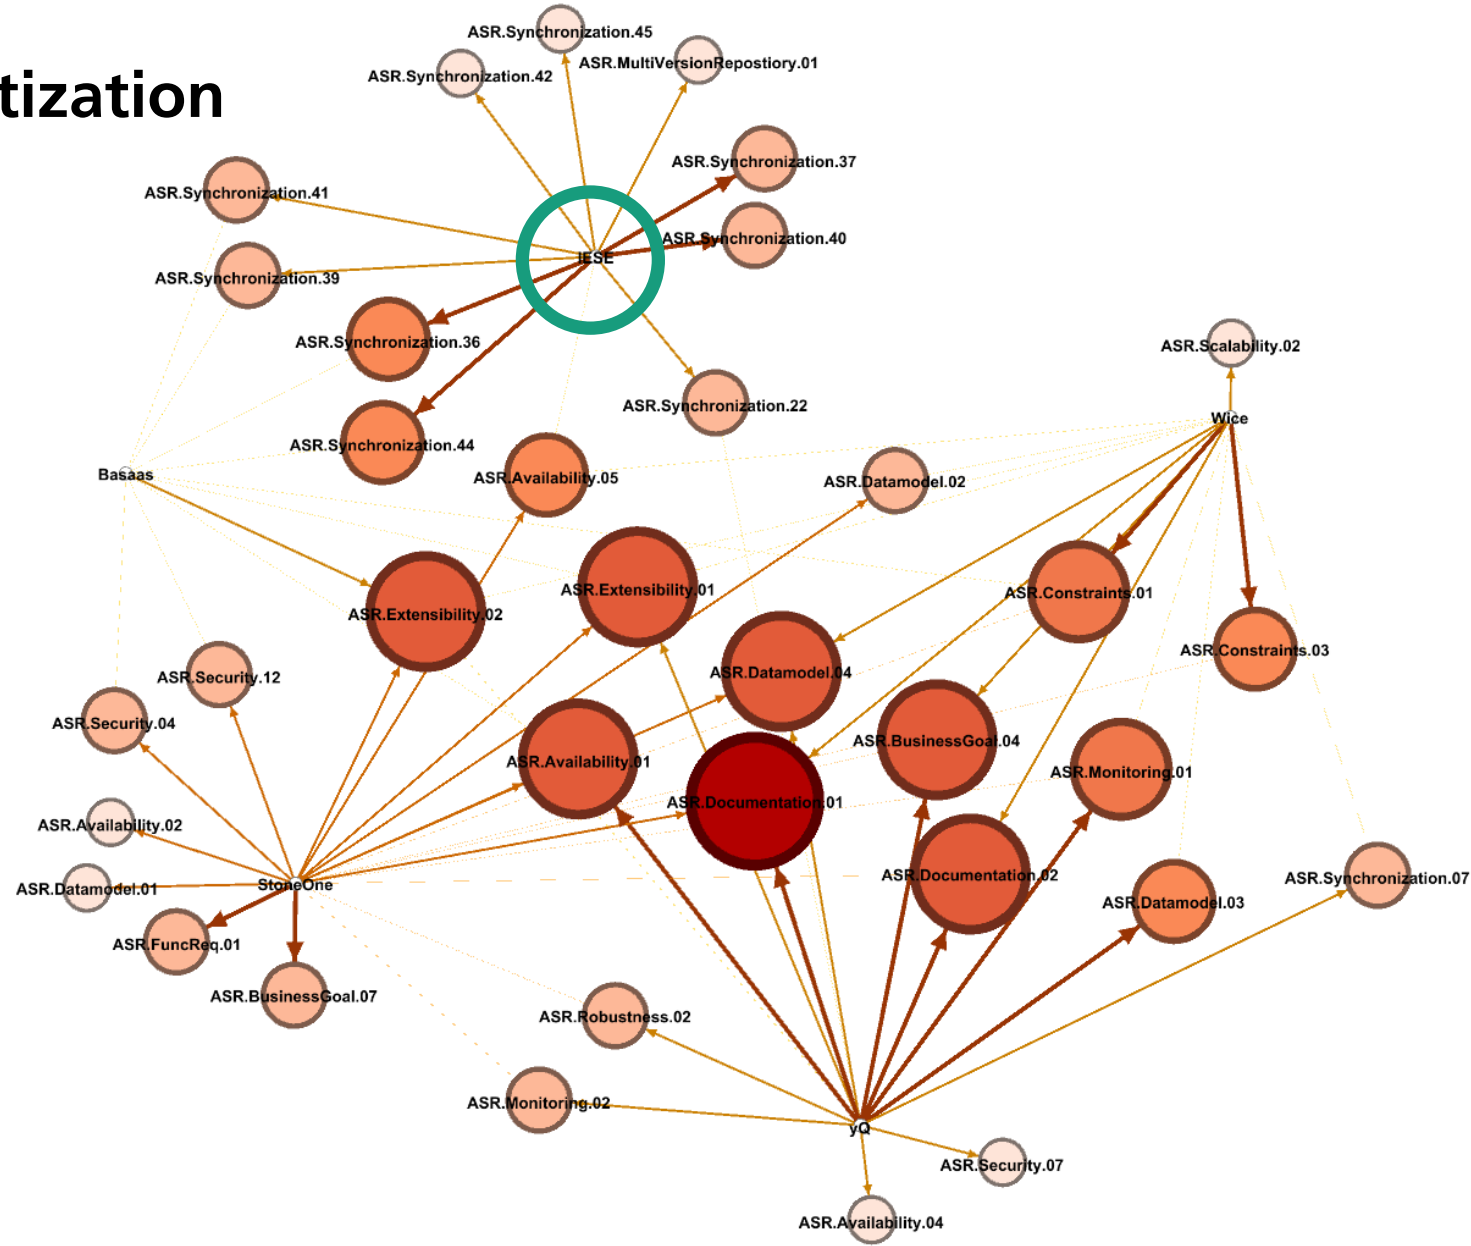 tization
ASR.Synchronization.45
ASR.MultiVersionRepostiory.01
ASR.Synchronization.42
ASR.Synchronization.37
ASR.Synchronization.41
ASR.Synchronization.40
IESE
ASR.Synchronization.39
ASR.Synchronization.36
ASR.Scalability.02
ASR.Synchronization.22
Wice
ASR.Synchronization.44
Basaas
ASR.Availability.05
ASR.Datamodel.02
ASR.Extensibility.01
ASR.Constraints.01
ASR.Extensibility.02
ASR.Constraints.03
ASR.Datamodel.04
ASR.Security.12
ASR.Security.04
ASR.BusinessGoal.04
ASR.Availability.01
ASR.Monitoring.01
ASR.Documentation.01
ASR.Availability.02
ASR.Documentation.02
ASR.Synchronization.07
StoneOne
ASR.Datamodel.01
ASR.Datamodel.03
ASR.FuncReq.01
ASR.BusinessGoal.07
ASR.Robustness.02
ASR.Monitoring.02
yQ
ASR.Security.07
ASR.Availability.04